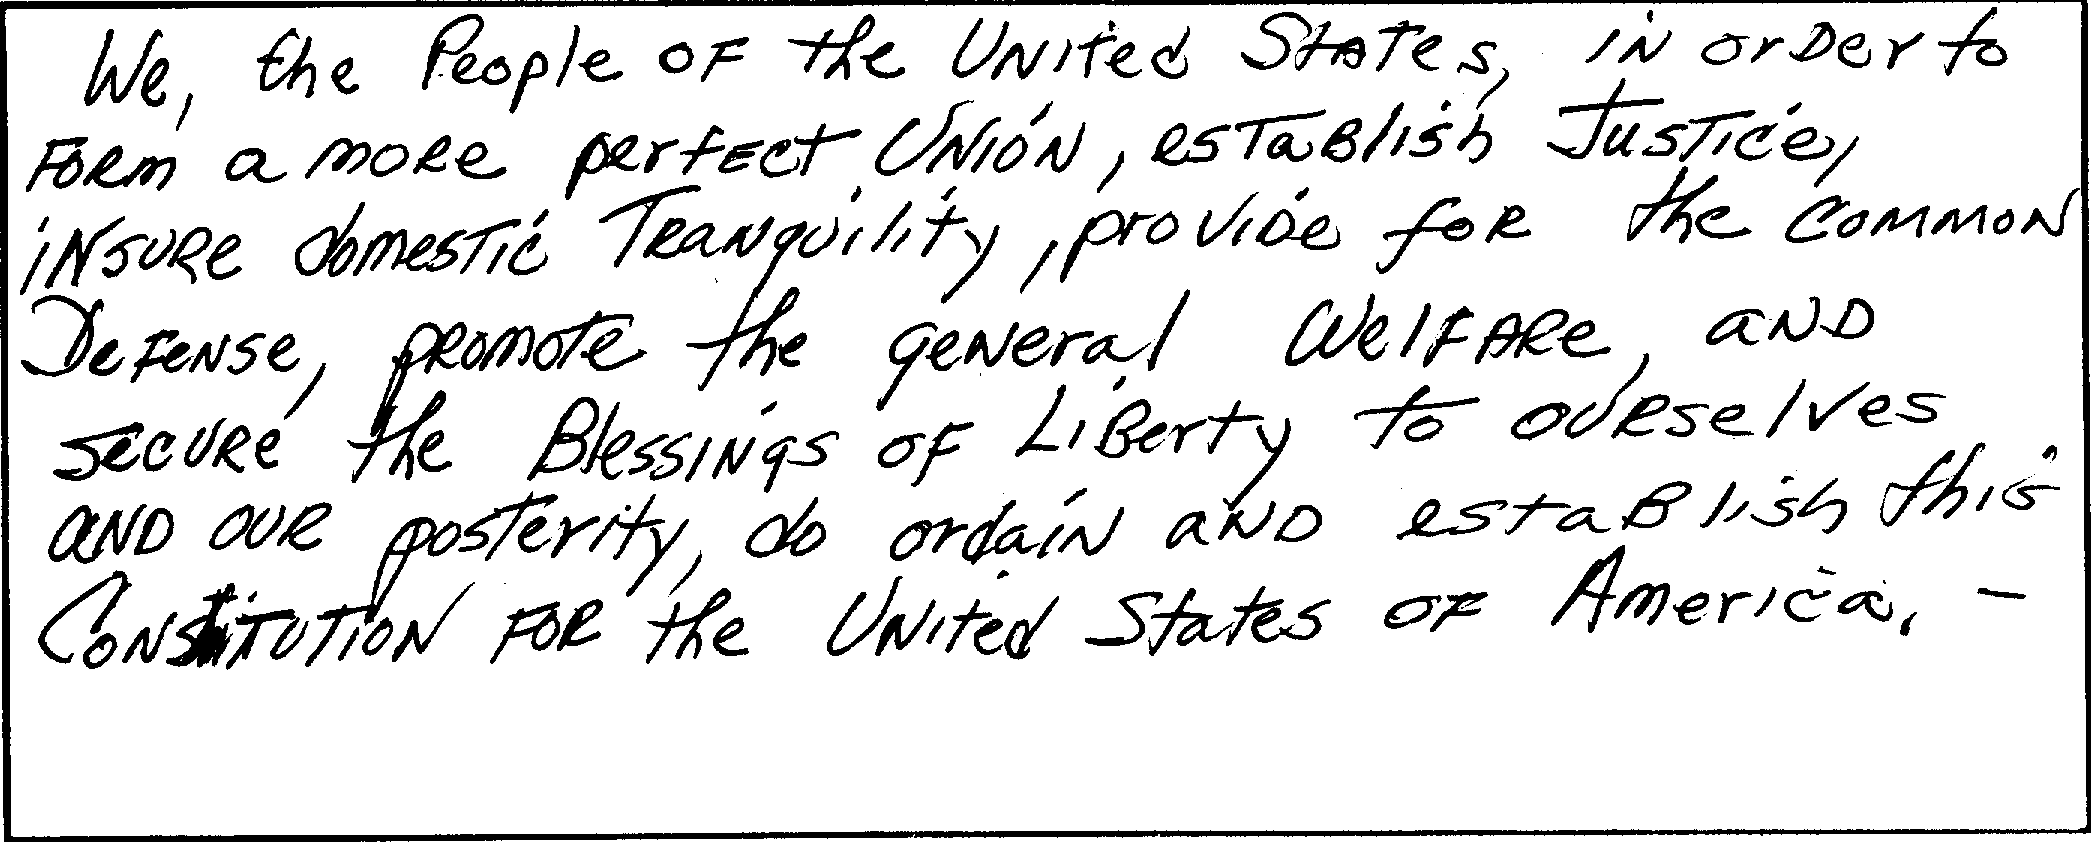 We, the People of the United States, in order to
form a more perfect Union, establish Justice,
insure domestic Tranquility, provide for the common
Defense, promote the general Welfare, and
secure the Blessings of Liberty to ourselves
and our posterity, do ordain and establish this
Constitution for the United States of America. -